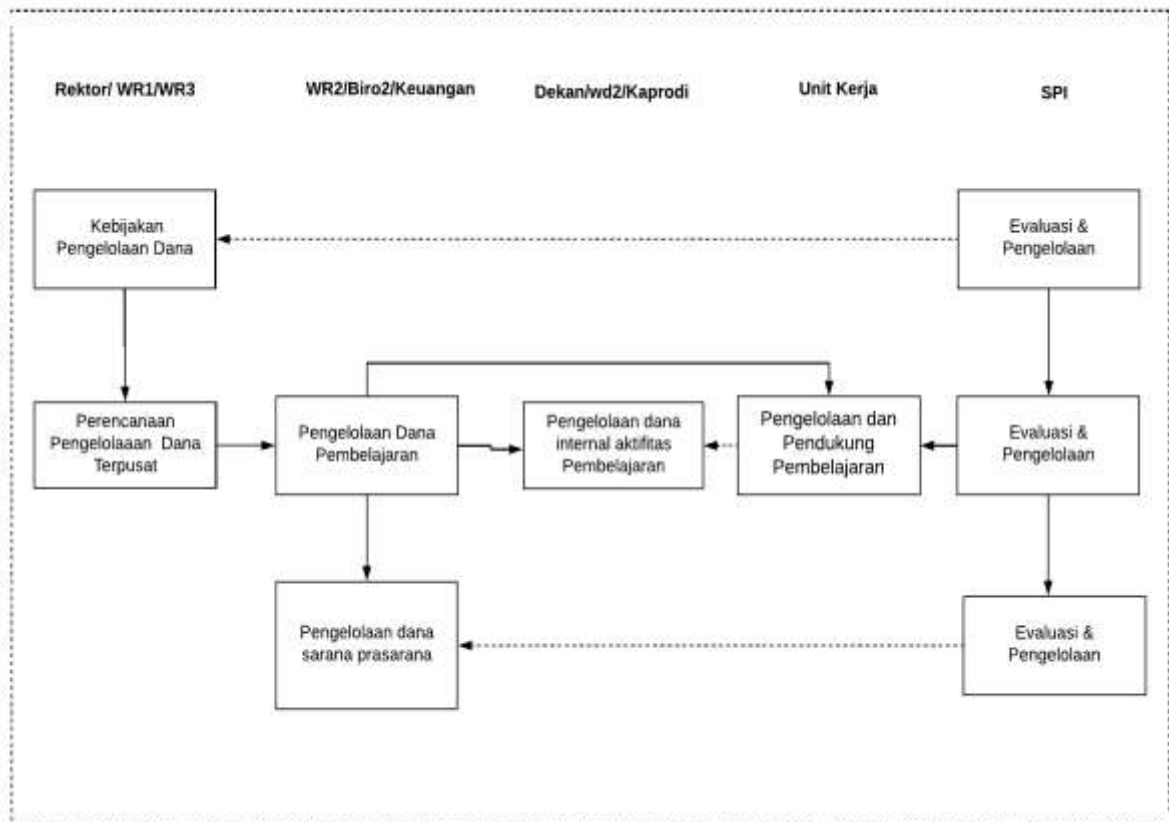 Rektor/ WR1/WR3
WR2/Biro2/Keuangan
Dekan/wd2/Kaprodi
Unit Kerja
SPI
Kebijakan
Pengelolaan Dana
Evaluasi &
Pengelolaan
Perencanaan
Pengelolaaan Dana
Terpusat
Pengelolaan Dana
Pembelajaran
Pengelolaan dana
internal aktifitas
Pembelajaran
Pengelolaan dan
Pendukung
Pembelajaran
Evaluasi &
Pengelolaan
Pengelolaan dana
sarana prasarana
Evaluasi &
Pengelolaan